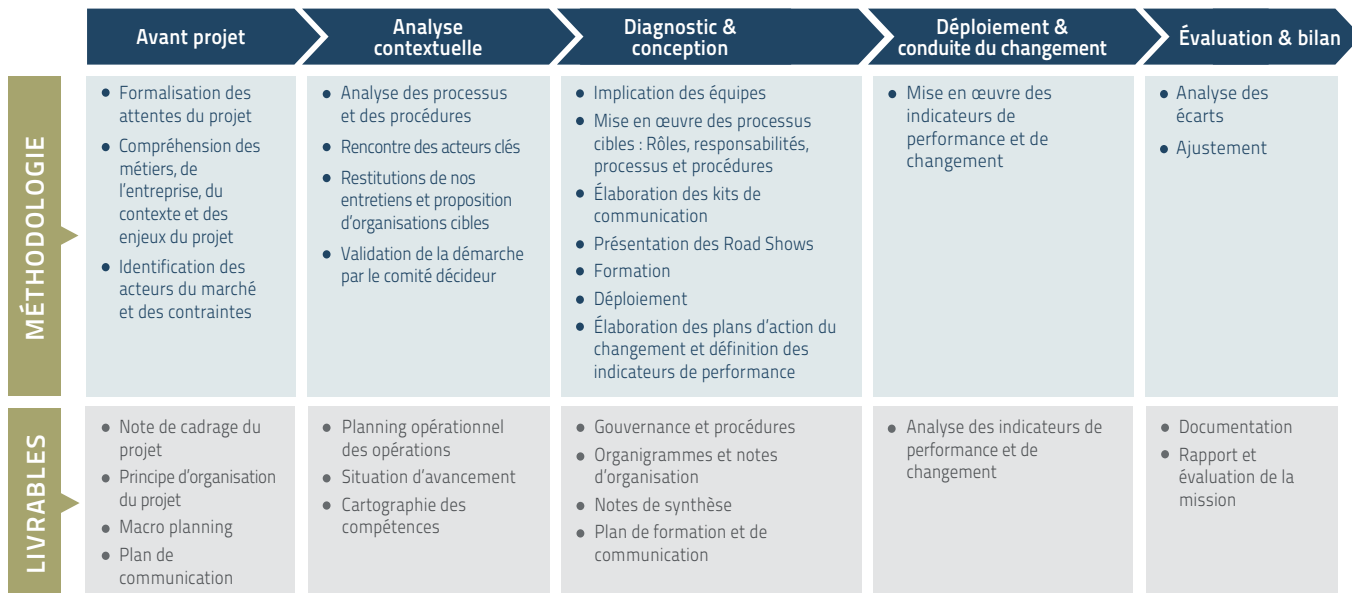 Avant projet
Analyse
contextuelle
Diagnostic &
conception
Déploiement &
conduite du changement
Évaluation & bilan
MÉTHODOLOGIE
• Formalisation des
attentes du projet
• Compréhension des
métiers, de
l'entreprise, du
contexte et des
enjeux du projet
• Identification des
acteurs du marché
et des contraintes
• Analyse des processus
et des procédures
• Rencontre des acteurs clés
• Restitutions de nos
entretiens et proposition
d'organisations cibles
• Validation de la démarche
par le comité décideur
• Implication des équipes
• Mise en œuvre des processus
cibles : Rôles, responsabilités,
processus et procédures
• Élaboration des kits de
communication
• Présentation des Road Shows
• Formation
• Déploiement
• Élaboration des plans d'action du
changement et définition des
indicateurs de performance
• Mise en œuvre des
indicateurs de
performance et de
changement
• Analyse des
écarts
• Ajustement
LIVRABLES
• Note de cadrage du
projet
• Principe d'organisation
du projet
• Macro planning
• Plan de
communication
• Planning opérationnel
des opérations
• Situation d'avancement
• Cartographie des
compétences
• Gouvernance et procédures
• Organigrammes et notes
d'organisation
• Notes de synthèse
• Plan de formation et de
communication
• Analyse des indicateurs de
performance et de
changement
• Documentation
• Rapport et
évaluation de la
mission